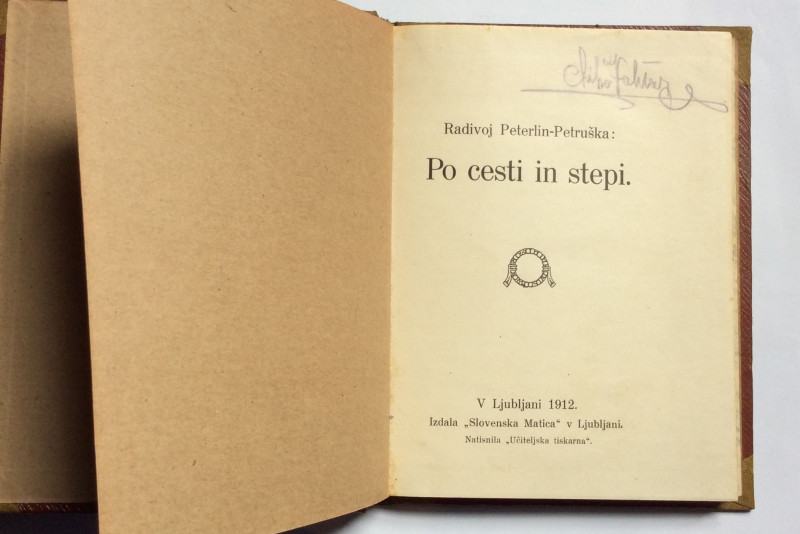 Radivoj Peterlin-Petruška:
Po cesti in stepi.
V Ljubljani 1912.
Izdala „Slovenska Matica“ v Ljubljani.
Natisnila „Učiteljska tiskarna“.